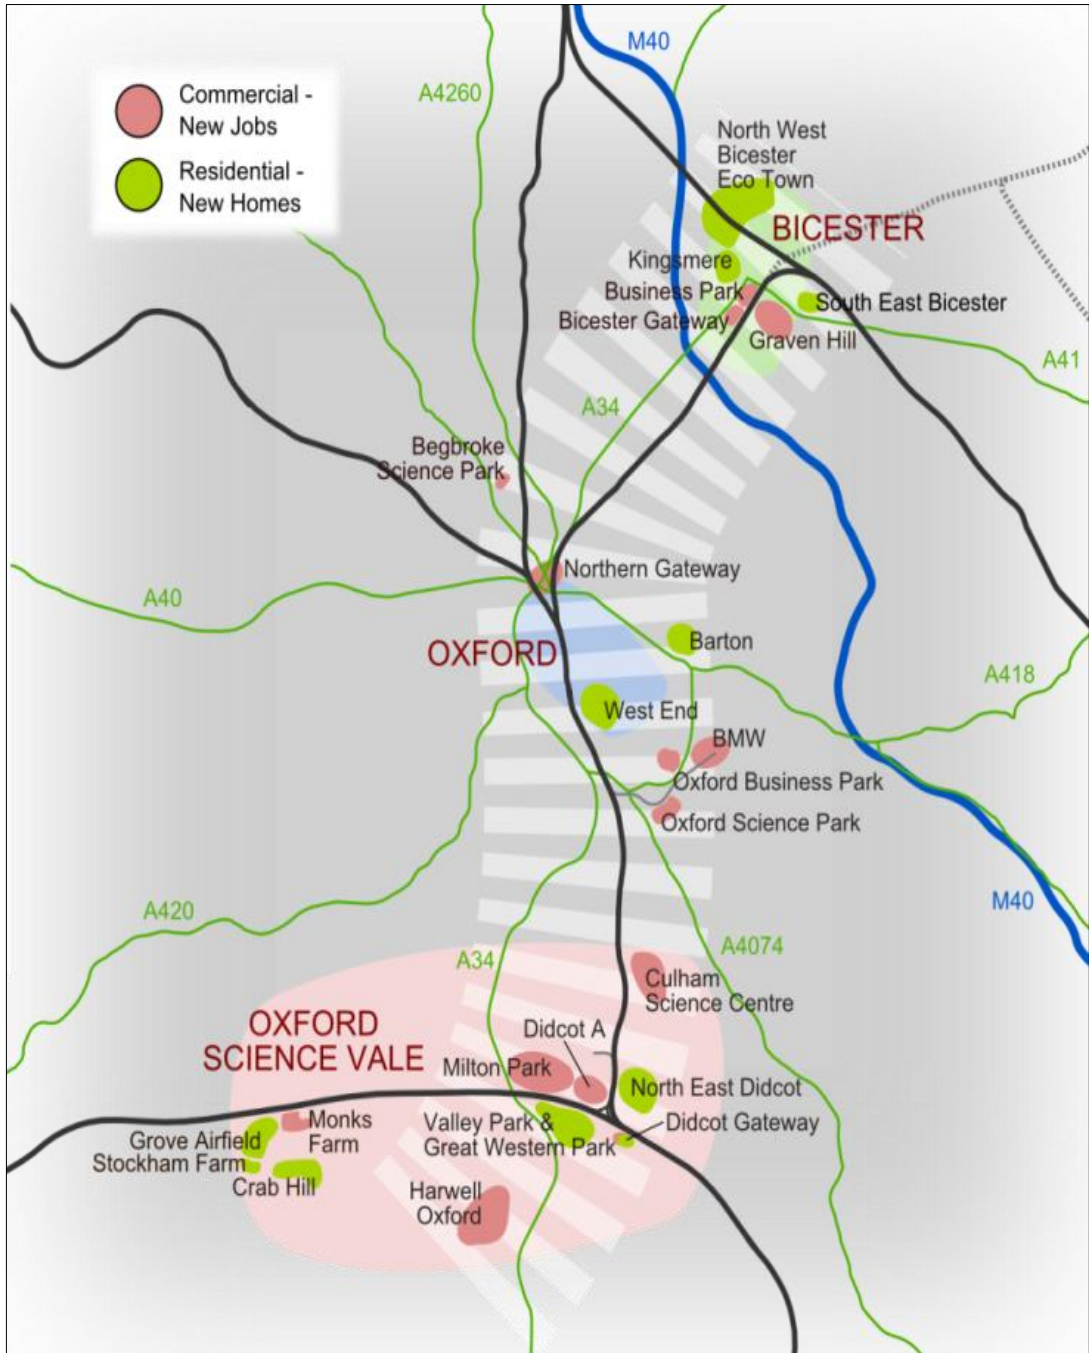 Commercial -
New Jobs
Residential -
New Homes
A4260
M40
North West
Bicester
Eco Town
BICESTER
Kingsmere
Business Park
South East Bicester
Bicester Gateway
Graven Hill
A41
A34
Begbroke
Science Park
Northern Gateway
A40
OXFORD
Barton
A418
West End
BMW
Oxford Business Park
Oxford Science Park
M40
A420
A34
A4074
Culham
Science Centre
OXFORD
SCIENCE VALE
Didcot A
Milton Park
North East Didcot
Monks
Farm
Valley Park &
Great Western Park
Didcot Gateway
Grove Airfield
Stockham Farm
Crab Hill
Harwell
Oxford